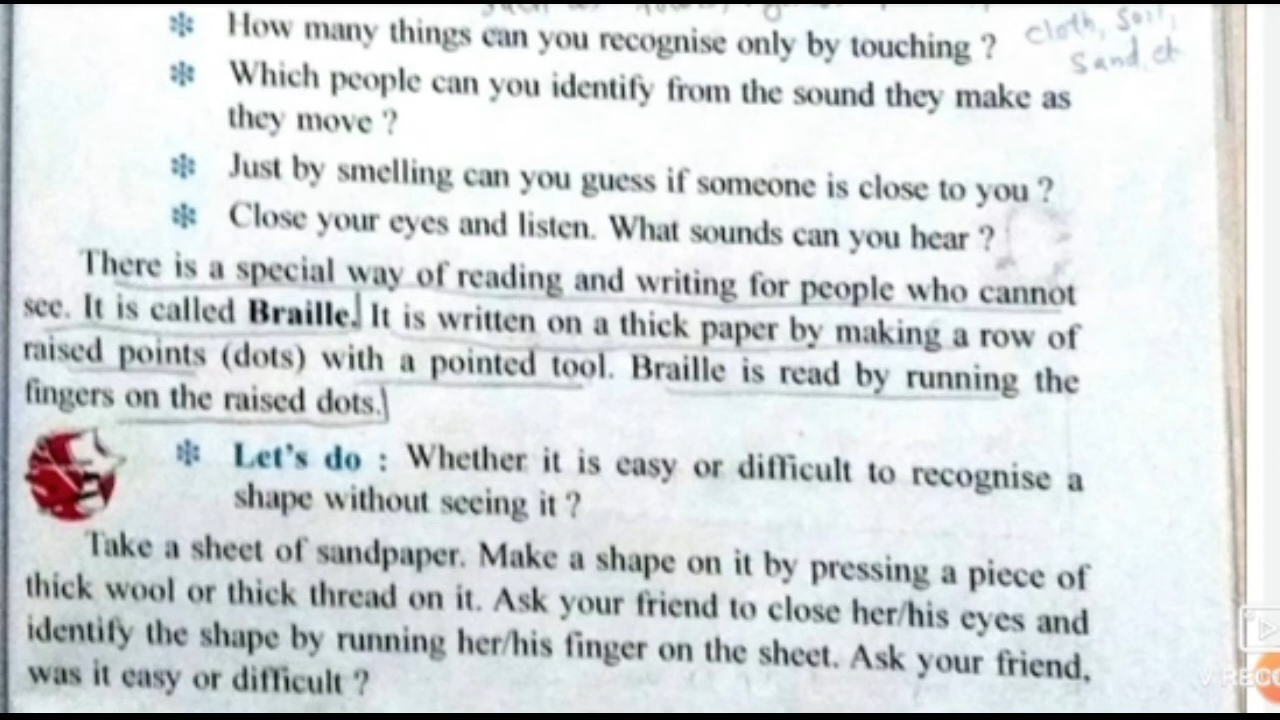 * How many things can you recognise only by touching ? cloth, soil,
sand, etc
* Which people can you identify from the sound they make as
they move ?
* Just by smelling can you guess if someone is close to you ?
* Close your eyes and listen. What sounds can you hear ?
There is a special way of reading and writing for people who cannot
see. It is called Braille. It is written on a thick paper by making a row of
raised points (dots) with a pointed tool. Braille is read by running the
fingers on the raised dots.
* Let's do : Whether it is easy or difficult to recognise a
shape without seeing it ?
Take a sheet of sandpaper. Make a shape on it by pressing a piece of
thick wool or thick thread on it. Ask your friend to close her/his eyes and
identify the shape by running her/his finger on the sheet. Ask your friend,
was it easy or difficult ?